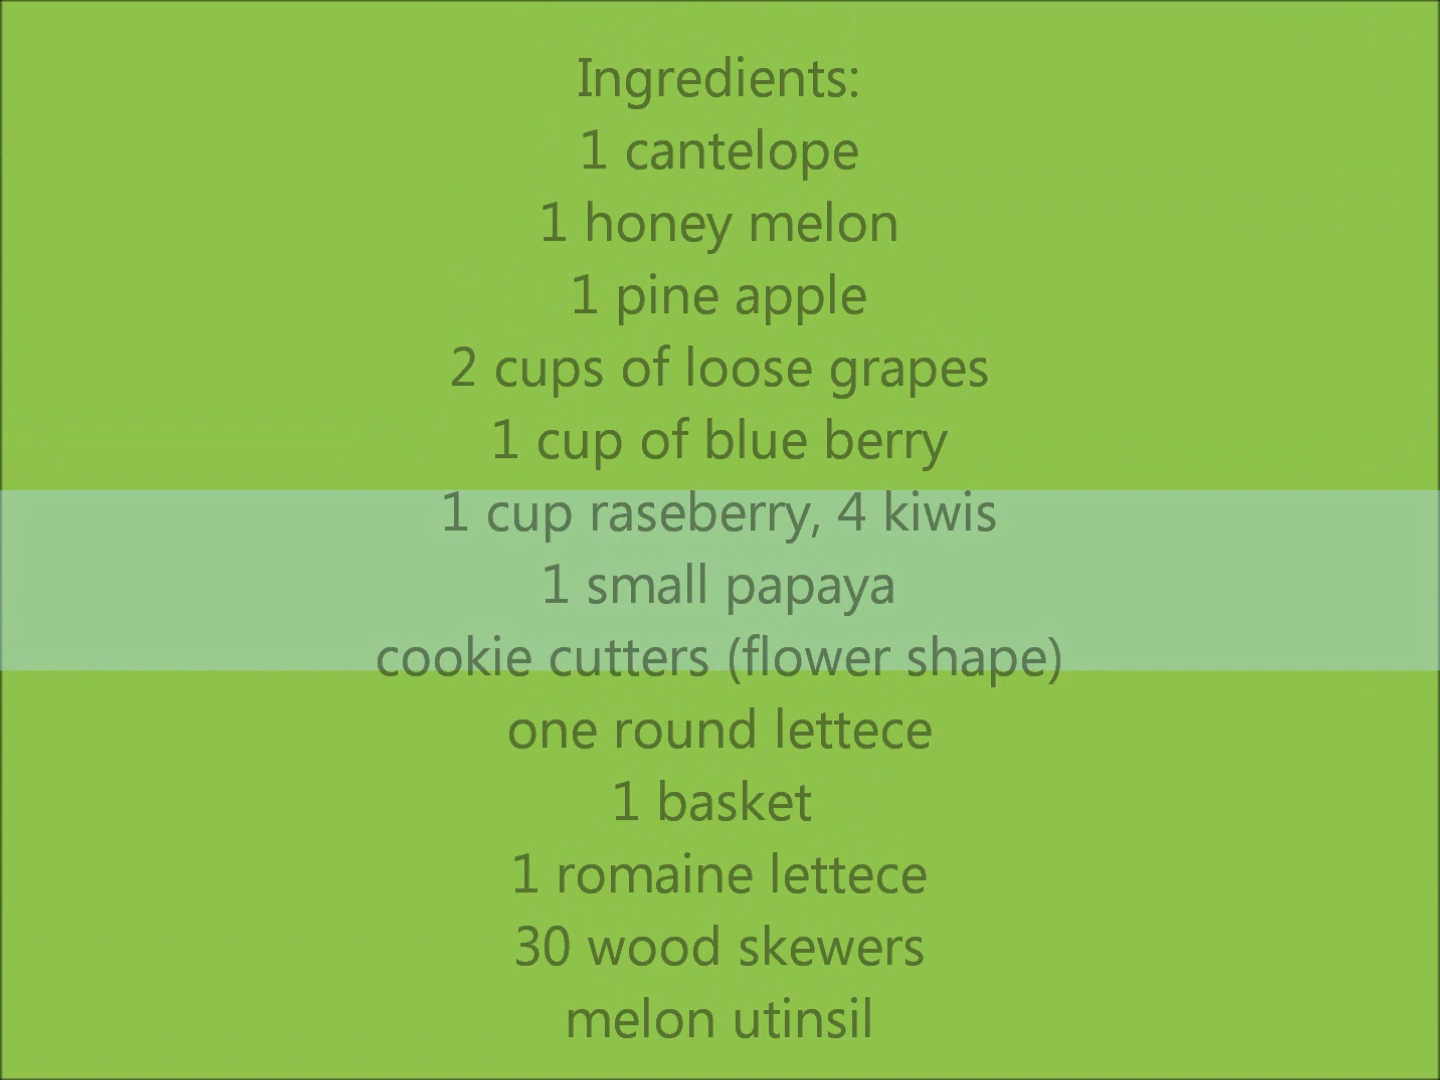 Ingredients:
1 cantelope
1 honey melon
1 pine apple
2 cups of loose grapes
1 cup of blue berry
1 cup raseberry, 4 kiwis
1 small papaya
cookie cutters (flower shape)
one round lettece
1 basket
1 romaine lettece
30 wood skewers
melon utinsil